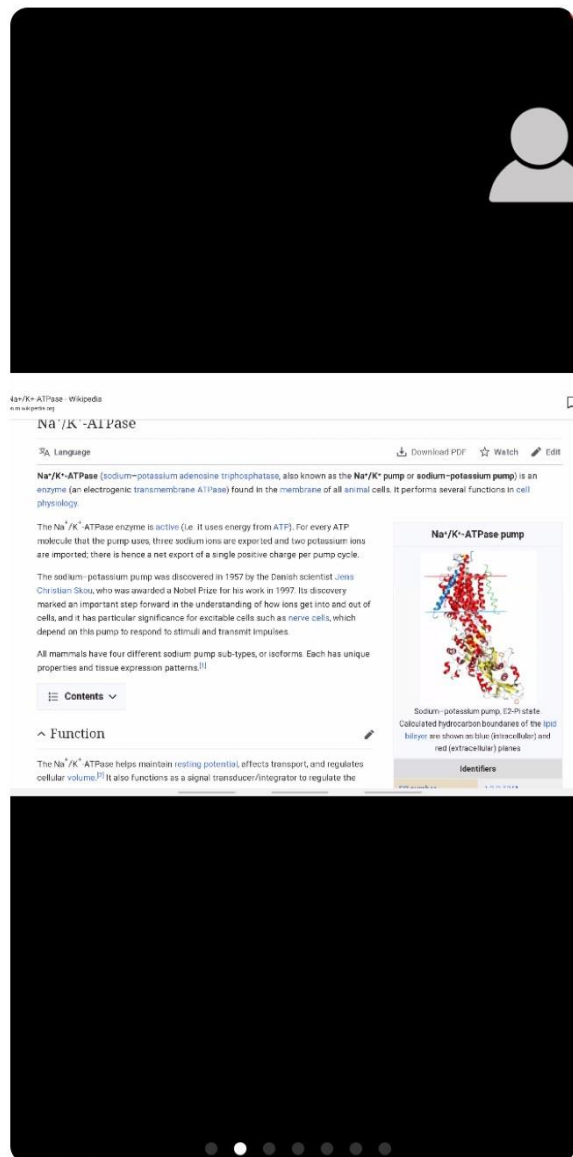 Na+/K+-ATPase - Wikipedia
Na⁺/K⁺-ATPase
Language
Download PDF
Watch
Edit
Na⁺/K⁺-ATPase (sodium–potassium adenosine triphosphatase, also known as the Na⁺/K⁺ pump or sodium–potassium pump) is an
enzyme (an electrogenic transmembrane ATPase) found in the membrane of all animal cells. It performs several functions in cell
physiology.
The Na⁺/K⁺-ATPase enzyme is active (i.e. it uses energy from ATP). For every ATP
molecule that the pump uses, three sodium ions are exported and two potassium ions
are imported; there is hence a net export of a single positive charge per pump cycle.
The sodium–potassium pump was discovered in 1957 by the Danish scientist Jens
Christian Skou, who was awarded a Nobel Prize for his work in 1997. Its discovery
marked an important step forward in the understanding of how ions get into and out of
cells, and it has particular significance for excitable cells such as nerve cells, which
depend on this pump to respond to stimuli and transmit impulses.
All mammals have four different sodium pump sub-types, or isoforms. Each has unique
properties and tissue expression patterns.[1]
Contents
Function
The Na⁺/K⁺-ATPase helps maintain resting potential, affects transport, and regulates
cellular volume.[2] It also functions as a signal transducer/integrator to regulate the
Na⁺/K⁺-ATPase pump
Sodium–potassium pump, E2-Pi state.
Calculated hydrocarbon boundaries of the lipid
bilayer are shown as blue (intracellular) and
red (extracellular) planes
Identifiers